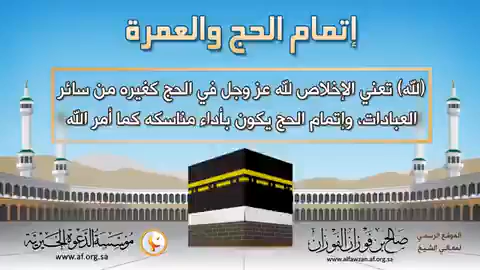 إتمام الحج والعمرة
(لله) تعني الإخلاص لله عز وجل في الحج كغيره من سائر
العبادات، وإتمام الحج يكون بأداء مناسكه كما أمر الله
الموقع الرسمي
لمعالي الشيخ
صالح بن فوزان الفوزان
www.alfawzan.af.org.sa
مؤسسة الدعوة الخيرية
www.af.org.sa